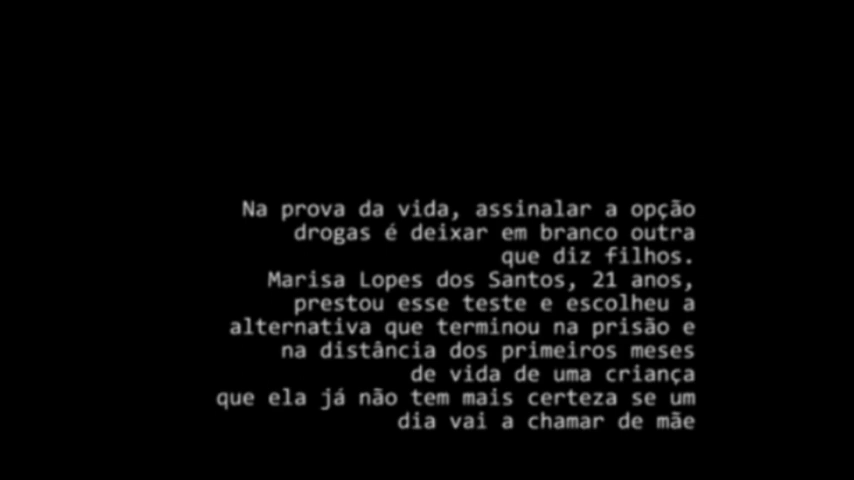 Na prova da vida, assinalar a opção
drogas é deixar em branco outra
que diz filhos.
Marisa Lopes dos Santos, 21 anos,
prestou esse teste e escolheu a
alternativa que terminou na prisão e
na distância dos primeiros meses
de vida de uma criança
que ela já não tem mais certeza se um
dia vai a chamar de mãe